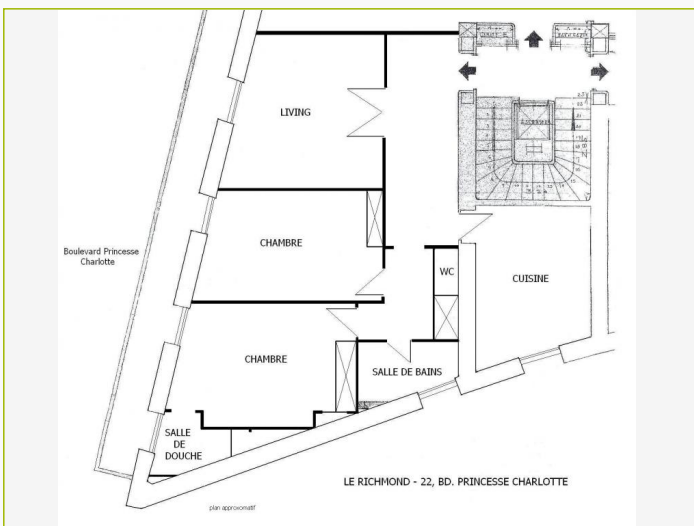 LIVING
CHAMBRE
Boulevard Princesse
Charlotte
WC
CUISINE
CHAMBRE
SALLE DE BAINS
SALLE
DE
DOUCHE
LE RICHMOND - 22, BD. PRINCESSE CHARLOTTE
plan approximatif